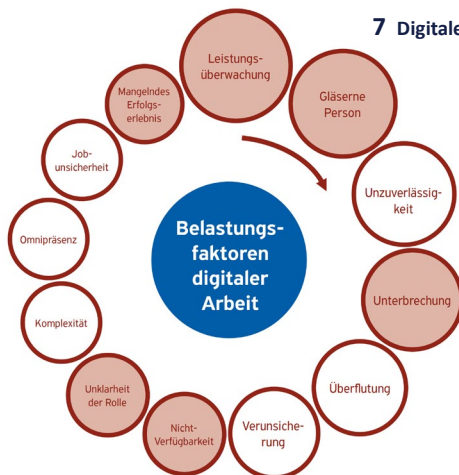 7 Digitale
Leistungs-
überwachung
Gläserne
Person
Unzuverlässig-
keit
Unterbrechung
Überflutung
Verunsiche-
rung
Nicht-
Verfügbarkeit
Unklarheit
der Rolle
Komplexität
Omnipräsenz
Job-
unsicherheit
Mangelndes
Erfolgs-
erlebnis
Belastungs-
faktoren
digitaler
Arbeit